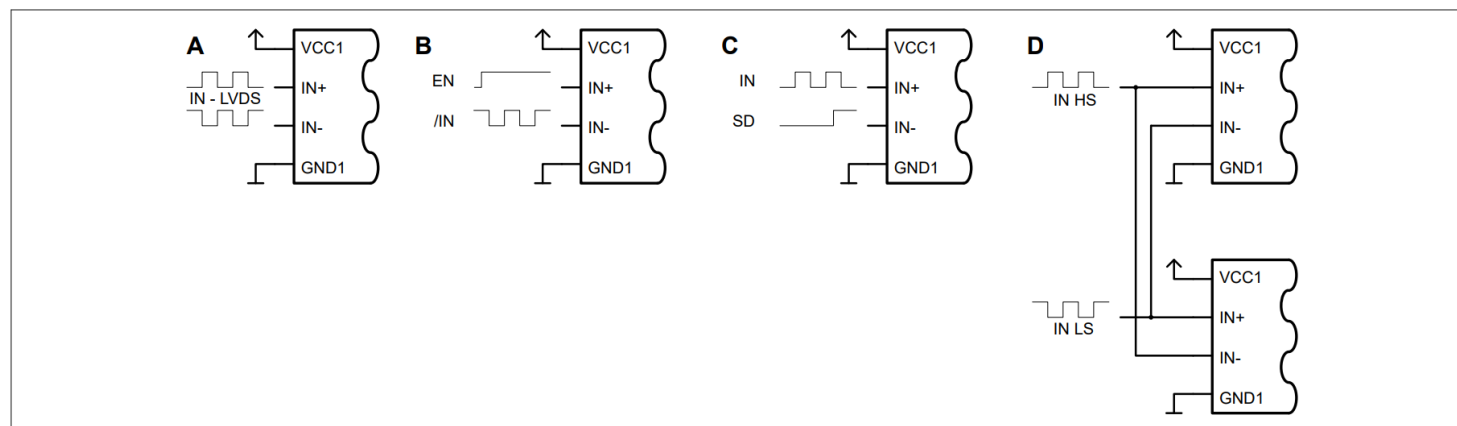 A
VCC1
IN+
IN - LVDS
IN-
GND1
B
VCC1
EN
IN+
/IN
IN-
GND1
C
VCC1
IN
IN+
SD
IN-
GND1
D
VCC1
IN+
IN HS
IN-
GND1
VCC1
IN+
IN LS
IN-
GND1